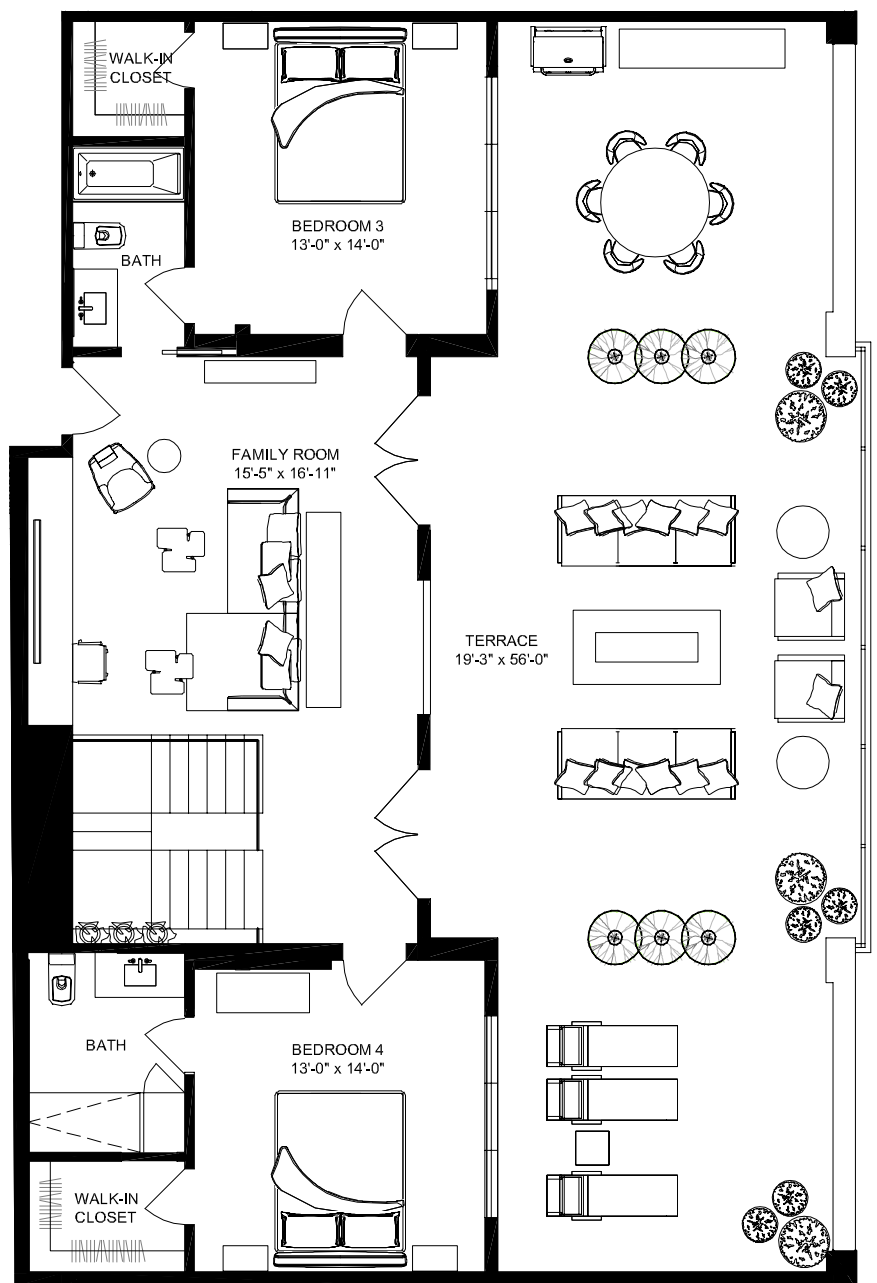 WALK-IN
CLOSET
BEDROOM 3
13'-0" x 14'-0"
BATH
FAMILY ROOM
15'-5" x 16'-11"
TERRACE
19'-3" x 56'-0"
BATH
BEDROOM 4
13'-0" x 14'-0"
WALK-IN
CLOSET